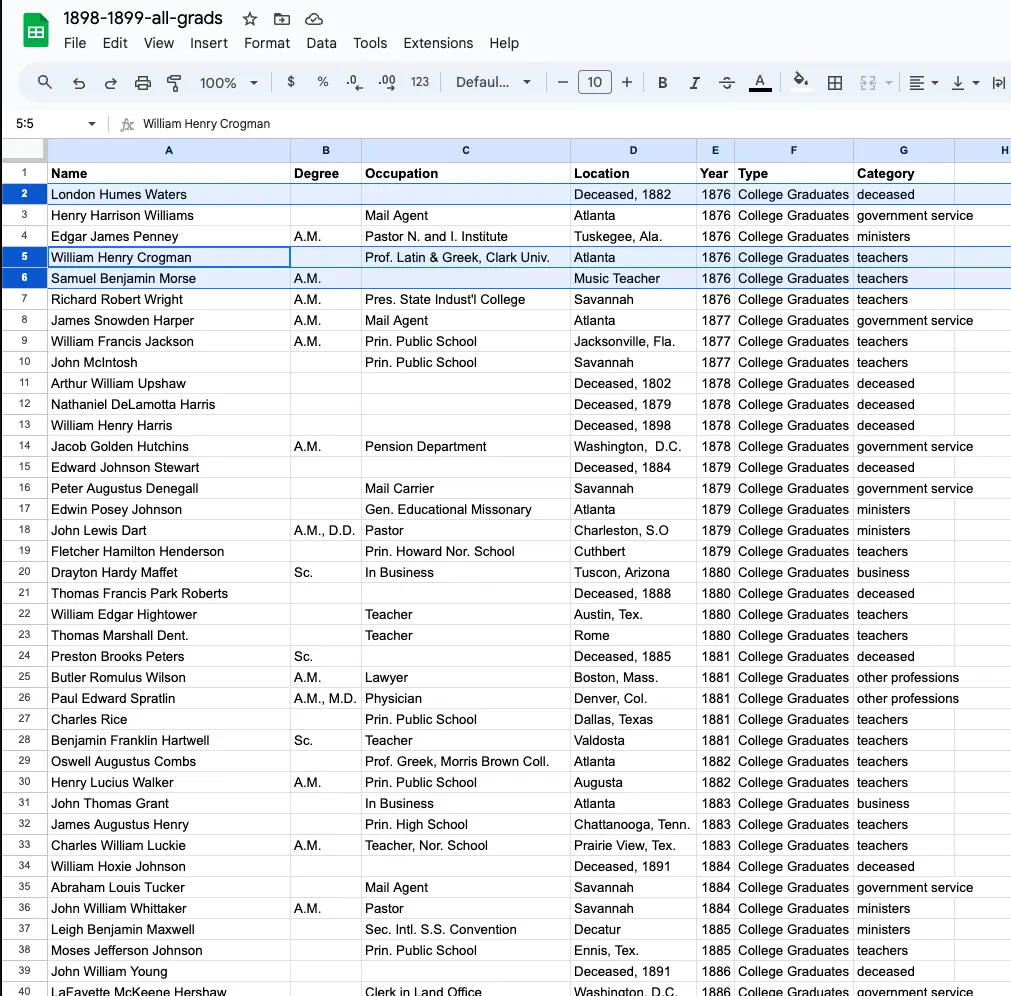 1898-1899-all-grads
File Edit View Insert Format Data Tools Extensions Help
100% $ % .0 .00 123 Defaul... − 10 + B I S A
5:5 fx William Henry Crogman
A B C D E F G H
1 Name Degree Occupation Location Year Type Category
2 London Humes Waters Deceased, 1882 1876 College Graduates deceased
3 Henry Harrison Williams Mail Agent Atlanta 1876 College Graduates government service
4 Edgar James Penney A.M. Pastor N. and I. Institute Tuskegee, Ala. 1876 College Graduates ministers
5 William Henry Crogman Prof. Latin & Greek, Clark Univ. Atlanta 1876 College Graduates teachers
6 Samuel Benjamin Morse A.M. Music Teacher 1876 College Graduates teachers
7 Richard Robert Wright A.M. Pres. State Indust'l College Savannah 1876 College Graduates teachers
8 James Snowden Harper A.M. Mail Agent Atlanta 1877 College Graduates government service
9 William Francis Jackson A.M. Prin. Public School Jacksonville, Fla. 1877 College Graduates teachers
10 John McIntosh Prin. Public School Savannah 1877 College Graduates teachers
11 Arthur William Upshaw Deceased, 1802 1878 College Graduates deceased
12 Nathaniel DeLamotta Harris Deceased, 1879 1878 College Graduates deceased
13 William Henry Harris Deceased, 1898 1878 College Graduates deceased
14 Jacob Golden Hutchins A.M. Pension Department Washington, D.C. 1878 College Graduates government service
15 Edward Johnson Stewart Deceased, 1884 1879 College Graduates deceased
16 Peter Augustus Denegall Mail Carrier Savannah 1879 College Graduates government service
17 Edwin Posey Johnson Gen. Educational Missonary Atlanta 1879 College Graduates ministers
18 John Lewis Dart A.M., D.D. Pastor Charleston, S.O 1879 College Graduates ministers
19 Fletcher Hamilton Henderson Prin. Howard Nor. School Cuthbert 1879 College Graduates teachers
20 Drayton Hardy Maffet Sc. In Business Tuscon, Arizona 1880 College Graduates business
21 Thomas Francis Park Roberts Deceased, 1888 1880 College Graduates deceased
22 William Edgar Hightower Teacher Austin, Tex. 1880 College Graduates teachers
23 Thomas Marshall Dent. Teacher Rome 1880 College Graduates teachers
24 Preston Brooks Peters Sc. Deceased, 1885 1881 College Graduates deceased
25 Butler Romulus Wilson A.M. Lawyer Boston, Mass. 1881 College Graduates other professions
26 Paul Edward Spratlin A.M., M.D. Physician Denver, Col. 1881 College Graduates other professions
27 Charles Rice Prin. Public School Dallas, Texas 1881 College Graduates teachers
28 Benjamin Franklin Hartwell Sc. Teacher Valdosta 1881 College Graduates teachers
29 Oswell Augustus Combs Prof. Greek, Morris Brown Coll. Atlanta 1882 College Graduates teachers
30 Henry Lucius Walker A.M. Prin. Public School Augusta 1882 College Graduates teachers
31 John Thomas Grant In Business Atlanta 1883 College Graduates business
32 James Augustus Henry Prin. High School Chattanooga, Tenn. 1883 College Graduates teachers
33 Charles William Luckie A.M. Teacher, Nor. School Prairie View, Tex. 1883 College Graduates teachers
34 William Hoxie Johnson Deceased, 1891 1884 College Graduates deceased
35 Abraham Louis Tucker Mail Agent Savannah 1884 College Graduates government service
36 John William Whittaker A.M. Pastor Savannah 1884 College Graduates ministers
37 Leigh Benjamin Maxwell Sec. Intl. S.S. Convention Decatur 1885 College Graduates ministers
38 Moses Jefferson Johnson Prin. Public School Ennis, Tex. 1885 College Graduates teachers
39 John William Young Deceased, 1891 1886 College Graduates deceased
40 LaFayette McKeene Hershaw Clerk in Land Office Washington, D.C. 1886 College Graduates government service